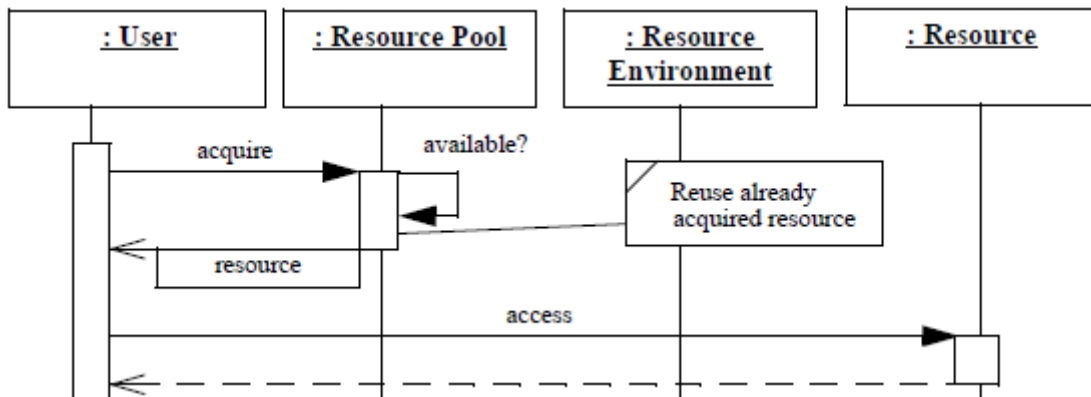 : User
: Resource Pool
: Resource
Environment
: Resource
acquire
available?
Reuse already
acquired resource
resource
access